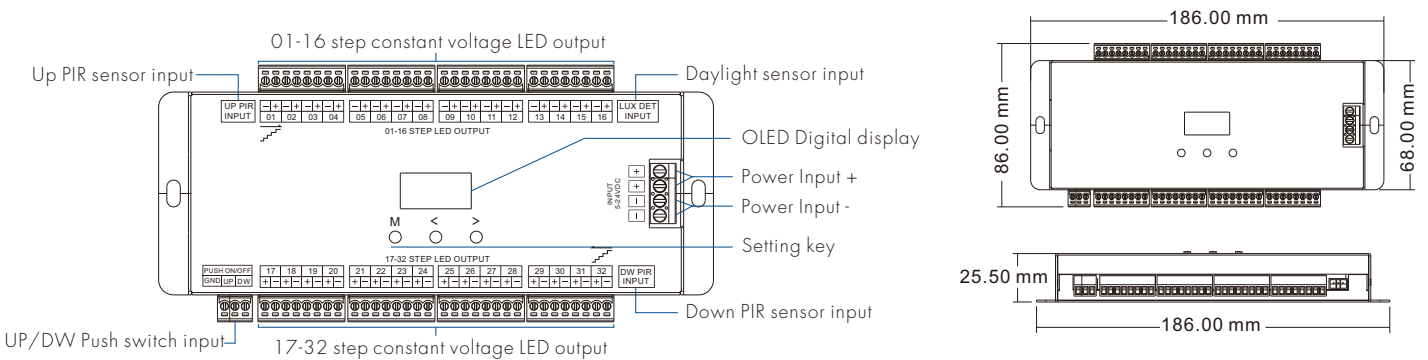 01-16 step constant voltage LED output
Up PIR sensor input
Daylight sensor input
UP PIR
INPUT
- + - + - + - +
01 02 03 04
- + - + - + - +
05 06 07 08
- + - + - + - +
09 10 11 12
- + - + - + - +
13 14 15 16
LUX DET
INPUT
01-16 STEP LED OUTPUT
OLED Digital display
INPUT
5-24VDC
+
+
-
-
Power Input +
Power Input -
M < >
Setting key
17-32 STEP LED OUTPUT
PUSH ON/OFF
GND UP DW
17 18 19 20
+ - + - + - + -
21 22 23 24
+ - + - + - + -
25 26 27 28
+ - + - + - + -
29 30 31 32
+ - + - + - + -
DW PIR
INPUT
Down PIR sensor input
UP/DW Push switch input
17-32 step constant voltage LED output
186.00 mm
86.00 mm
68.00 mm
25.50 mm
186.00 mm